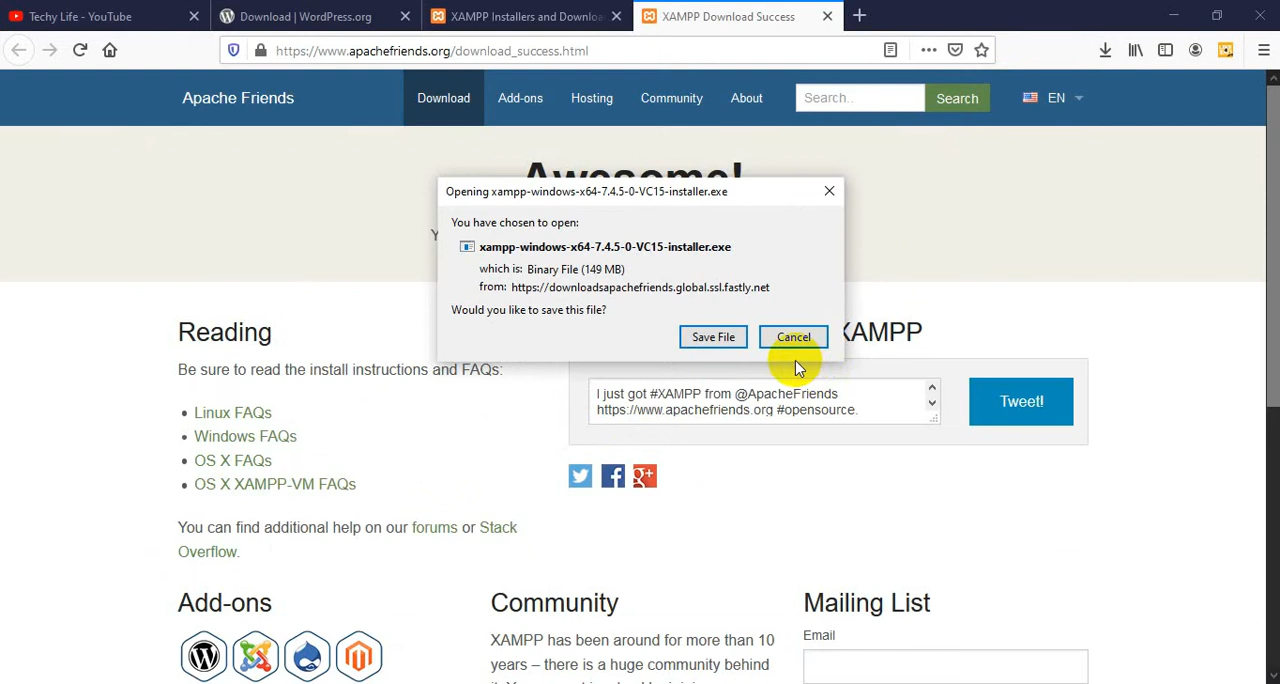 Techy Life - YouTube
Download | WordPress.org
XAMPP Installers and Downloa
XAMPP Download Success
https://www.apachefriends.org/download_success.html
Apache Friends
Download
Add-ons
Hosting
Community
About
Search..
Search
EN
Awesome!
Opening xampp-windows-x64-7.4.5-0-VC15-installer.exe
You have chosen to open:
xampp-windows-x64-7.4.5-0-VC15-installer.exe
which is: Binary File (149 MB)
from: https://downloadsapachefriends.global.ssl.fastly.net
Would you like to save this file?
Save File
Cancel
Reading
XAMPP
Be sure to read the install instructions and FAQs:
I just got #XAMPP from @ApacheFriends
https://www.apachefriends.org #opensource.
Tweet!
• Linux FAQs
• Windows FAQs
• OS X FAQs
• OS X XAMPP-VM FAQs
You can find additional help on our forums or Stack
Overflow.
Add-ons
Community
Mailing List
XAMPP has been around for more than 10
years – there is a huge community behind
Email